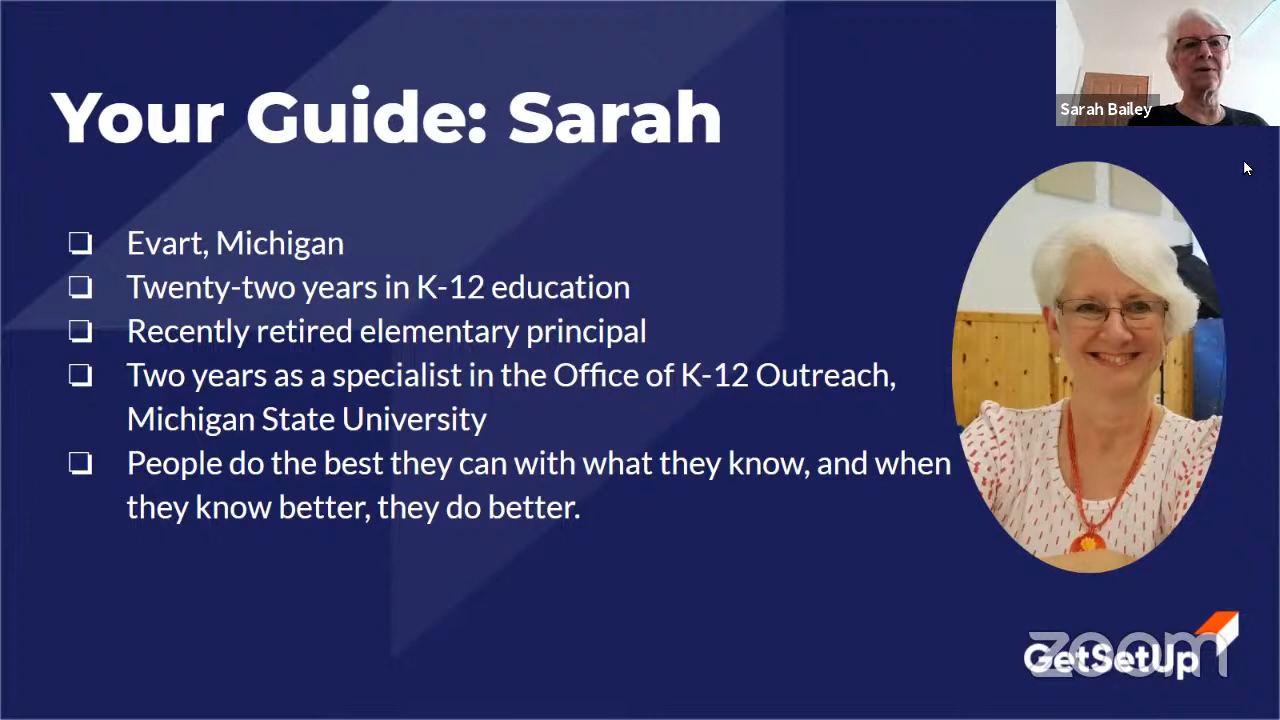 Your Guide: Sarah
Sarah Bailey
Evart, Michigan
Twenty-two years in K-12 education
Recently retired elementary principal
Two years as a specialist in the Office of K-12 Outreach,
Michigan State University
People do the best they can with what they know, and when
they know better, they do better.
zoom
GetSetUp